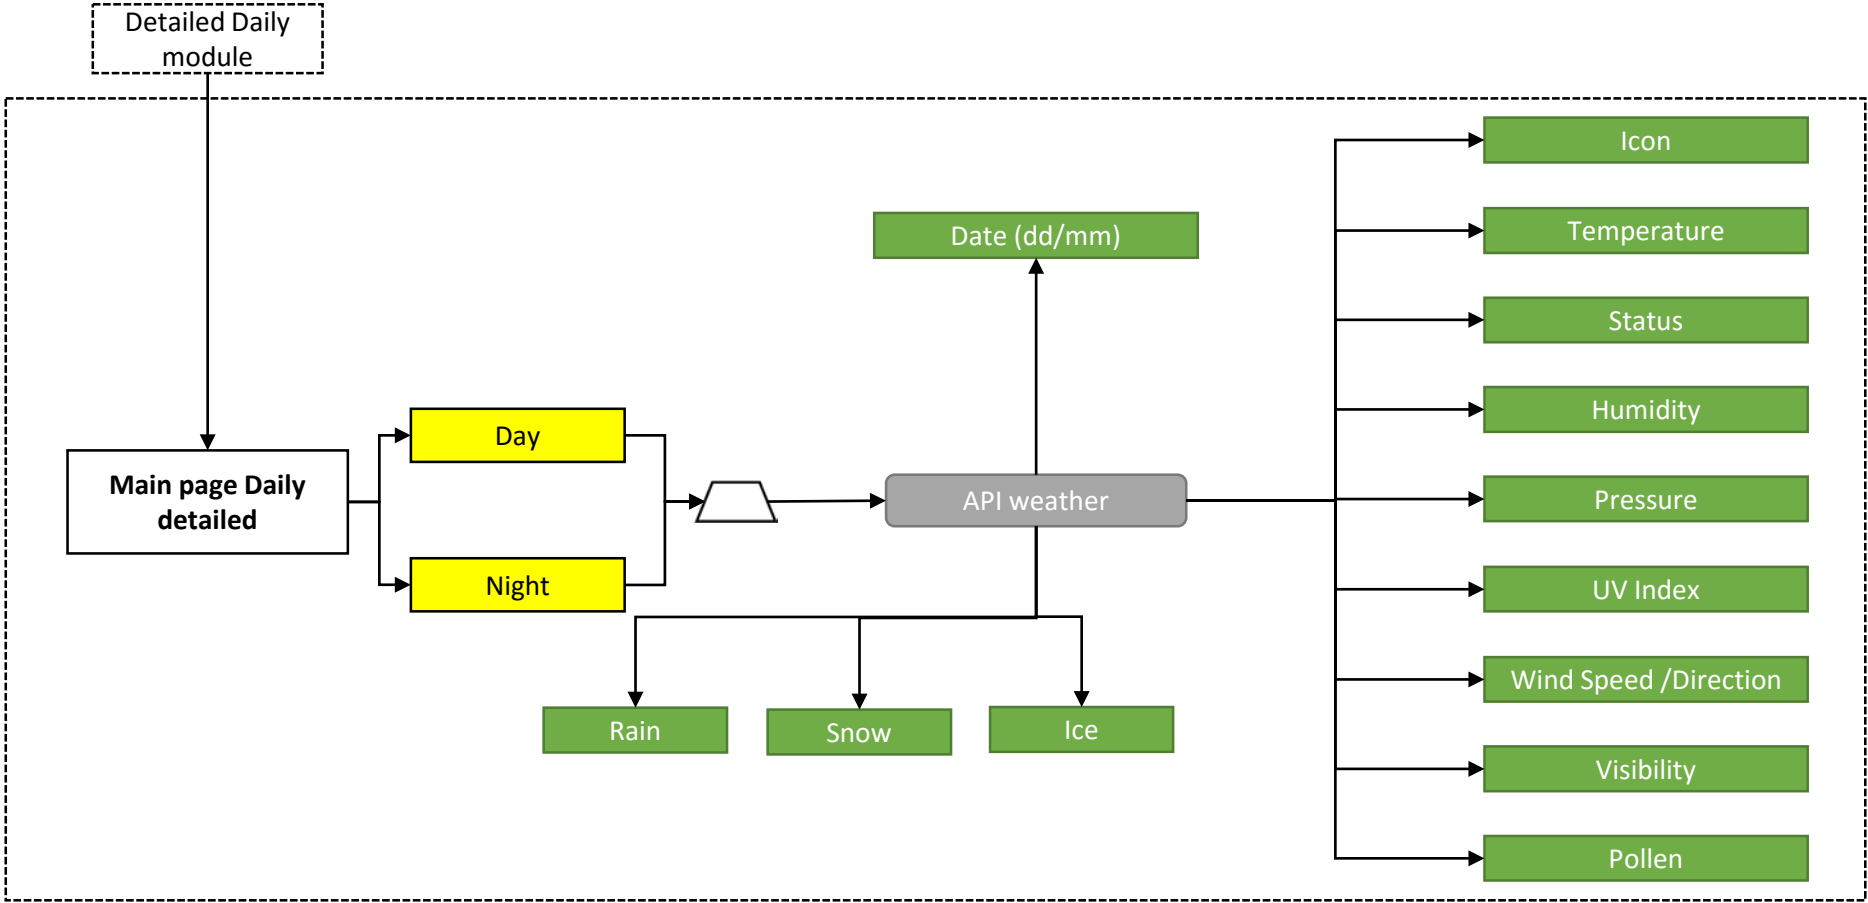 Detailed Daily
module
Icon
Temperature
Date (dd/mm)
Status
Humidity
Day
Main page Daily
detailed
API weather
Pressure
Night
UV Index
Wind Speed /Direction
Rain
Snow
Ice
Visibility
Pollen